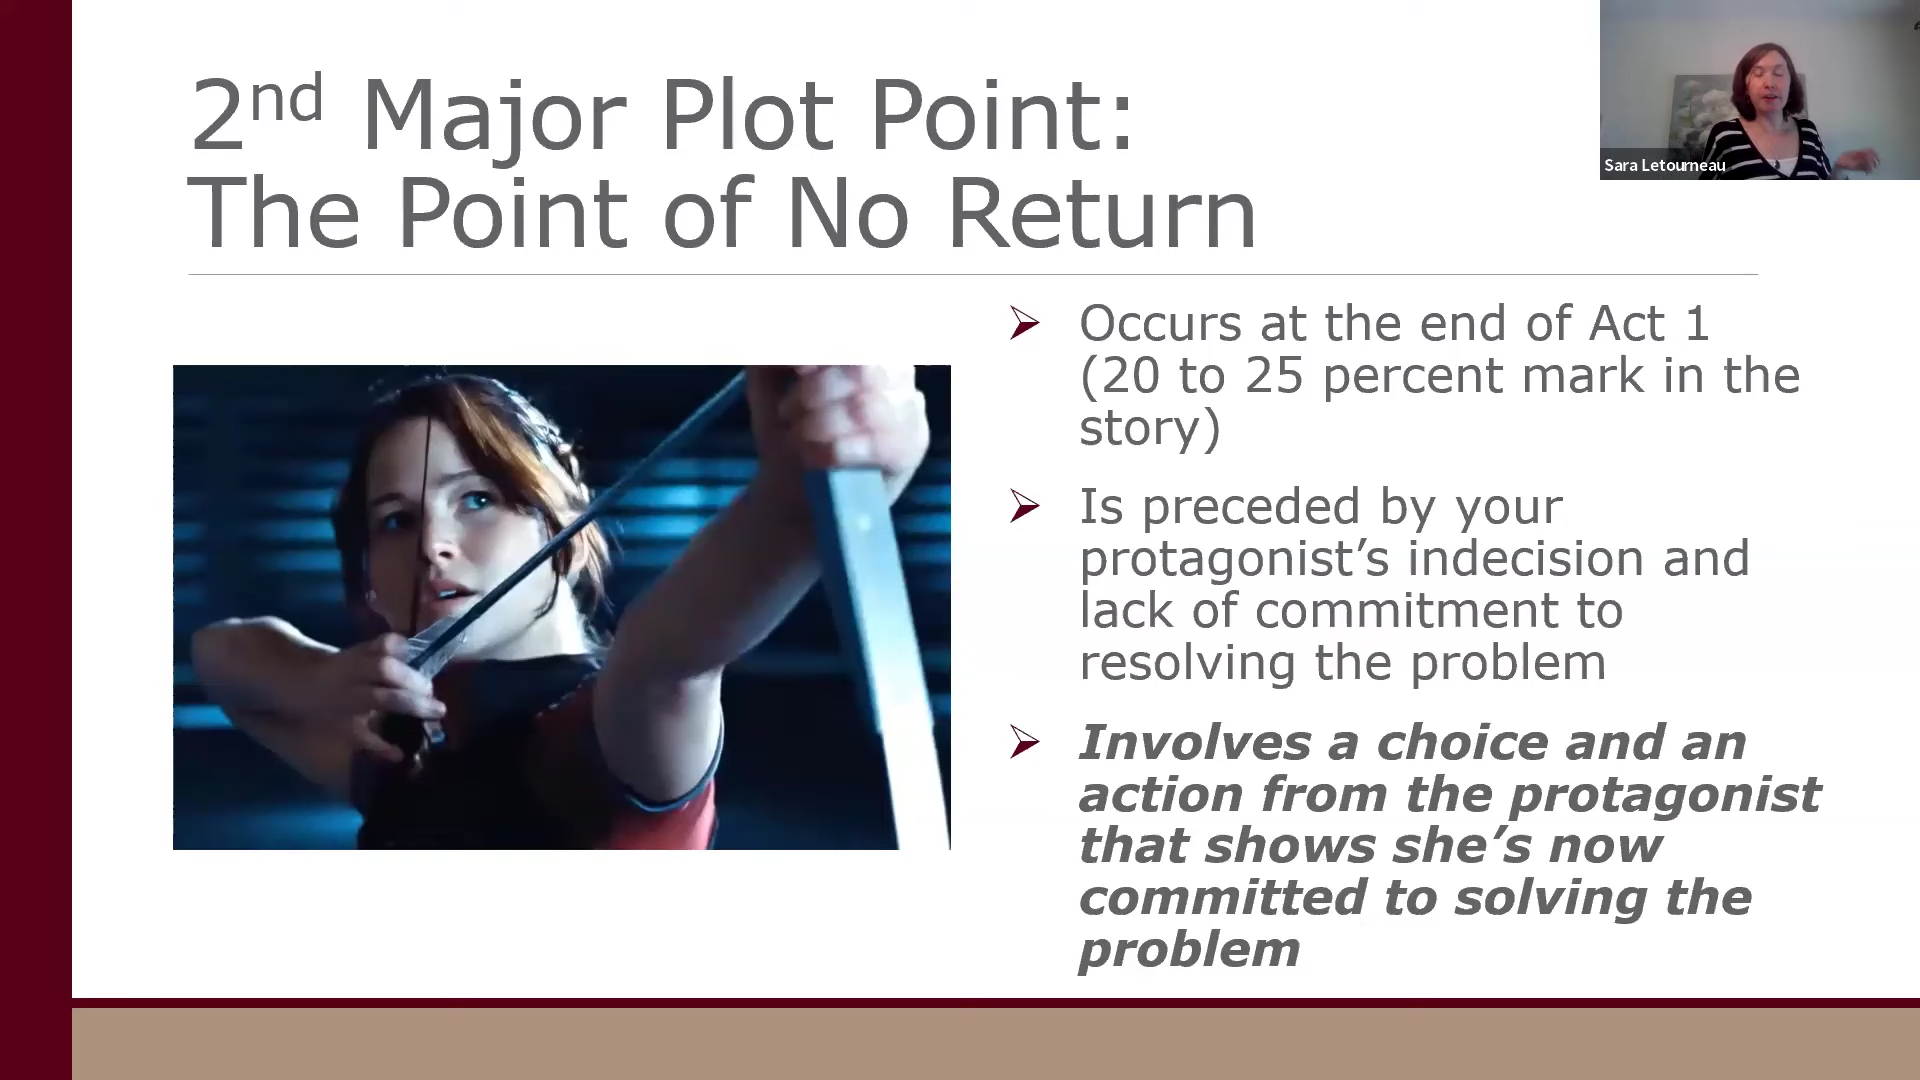 2nd Major Plot Point:
The Point of No Return
Sara Letourneau
Occurs at the end of Act 1
(20 to 25 percent mark in the
story)
Is preceded by your
protagonist’s indecision and
lack of commitment to
resolving the problem
Involves a choice and an
action from the protagonist
that shows she’s now
committed to solving the
problem